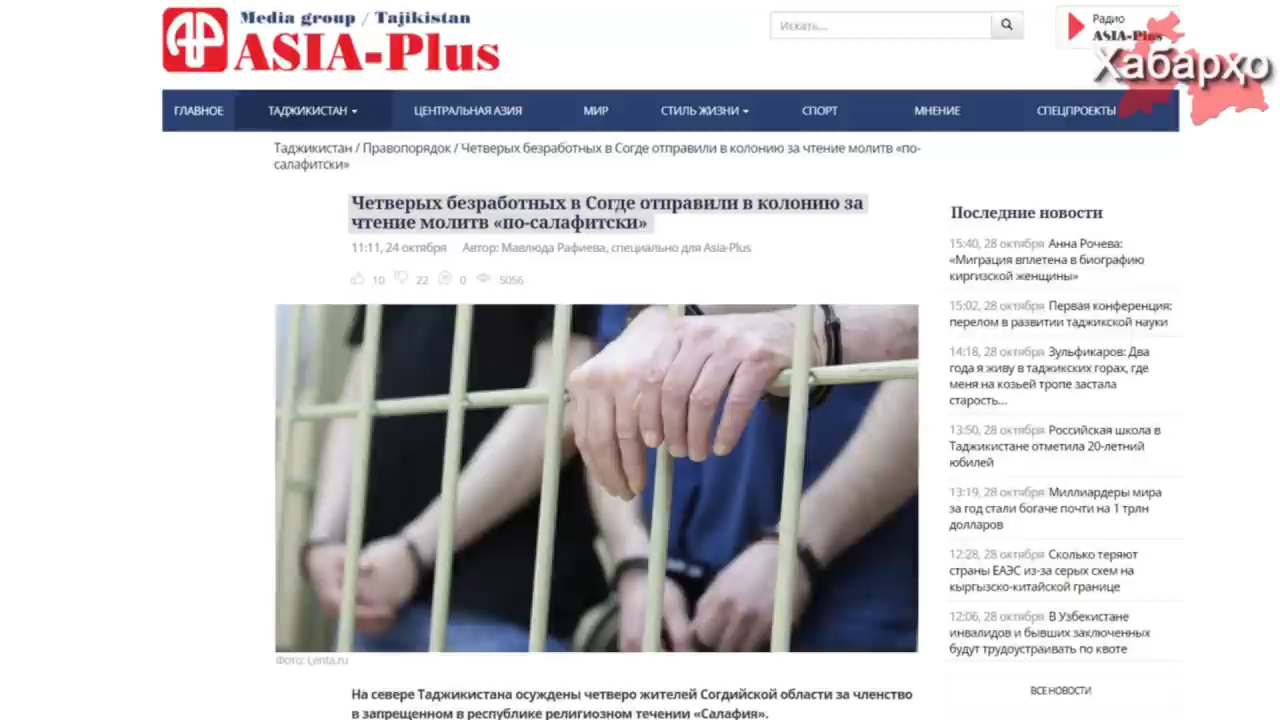 Media group / Tajikistan
ASIA-Plus
Искать...
Радио
ASIA-Plus
Хабарҳо
ГЛАВНОЕ ТАДЖИКИСТАН ЦЕНТРАЛЬНАЯ АЗИЯ МИР СТИЛЬ ЖИЗНИ СПОРТ МНЕНИЕ СПЕЦПРОЕКТЫ
Таджикистан / Правопорядок / Четверых безработных в Согде отправили в колонию за чтение молитв «по-
салафитски»
Четверых безработных в Согде отправили в колонию за
чтение молитв «по-салафитски»
11:11, 24 октября Автор: Мавлюда Рафиева, специально для Asia-Plus
10 22 0 5056
Фото: Lenta.ru
На севере Таджикистана осуждены четверо жителей Согдийской области за членство
в запрещенном в республике религиозном течении «Салафия».
Последние новости
15:40, 28 октября Анна Рочева:
«Миграция вплетена в биографию
киргизской женщины»
15:02, 28 октября Первая конференция:
перелом в развитии таджикской науки
14:18, 28 октября Зульфикаров: Два
года я живу в таджикских горах, где
меня на козьей тропе застала
старость...
13:50, 28 октября Российская школа в
Таджикистане отметила 20-летний
юбилей
13:19, 28 октября Миллиардеры мира
за год стали богаче почти на 1 трлн
долларов
12:28, 28 октября Сколько теряют
страны ЕАЭС из-за серых схем на
кыргызско-китайской границе
12:06, 28 октября В Узбекистане
инвалидов и бывших заключенных
будут трудоустраивать по квоте
ВСЕ НОВОСТИ